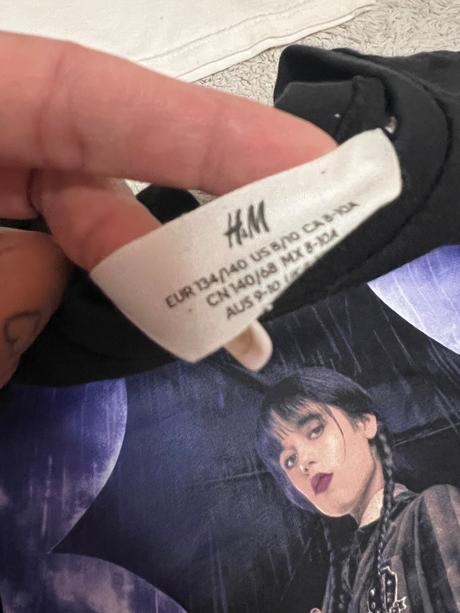 H&M
EUR 134/140 US 8/10 CA 8-10A
CN 140/68 MX 8-10A
AUS 9-10